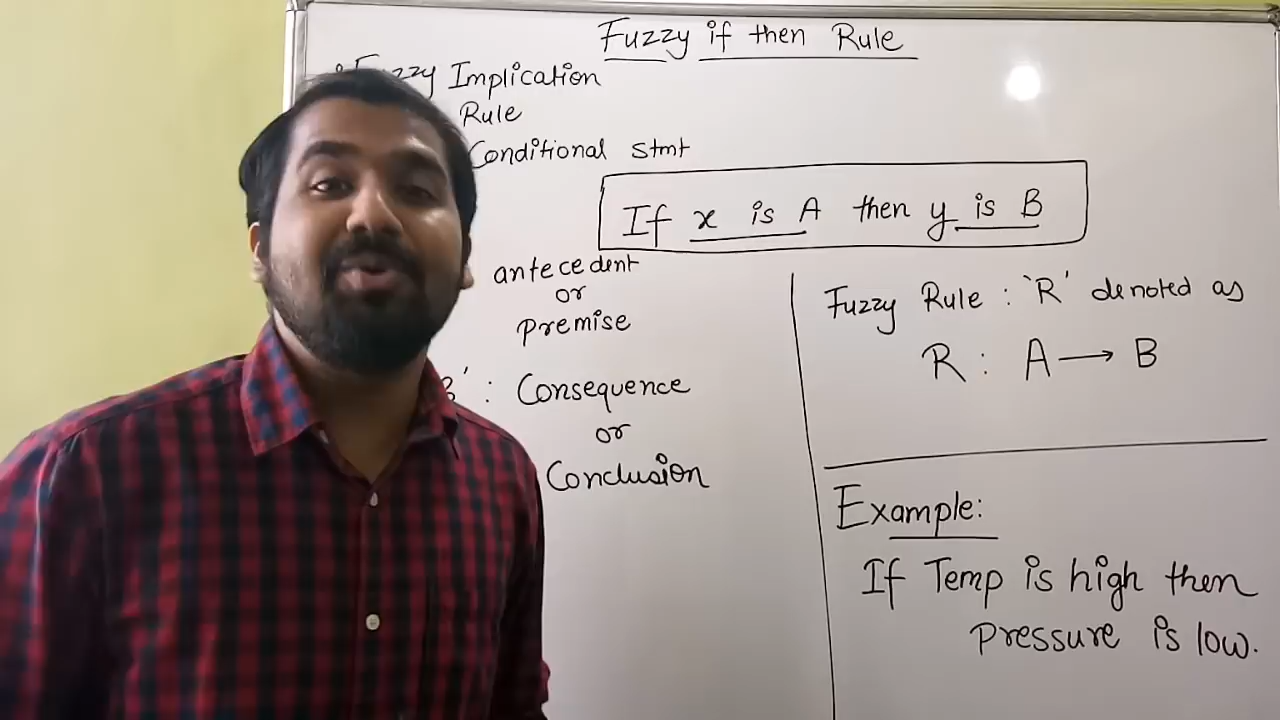 Fuzzy if then Rule
Fuzzy Implication
Rule
Conditional stmt
If x is A then y is B
antecedent
or
premise
B' : Consequence
or
Conclusion
Fuzzy Rule : 'R' denoted as
R : A → B
Example:
If Temp is high then
pressure is low.